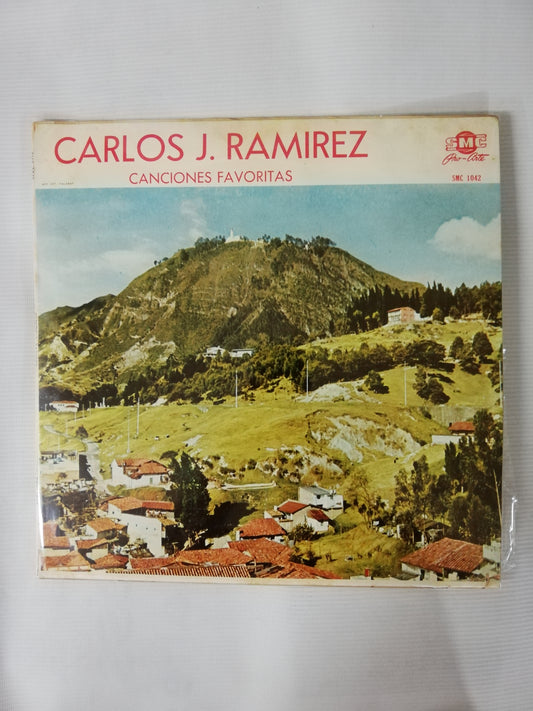 CARLOS J. RAMIREZ
CANCIONES FAVORITAS
SMC
Pro-Arte
SMC 1042